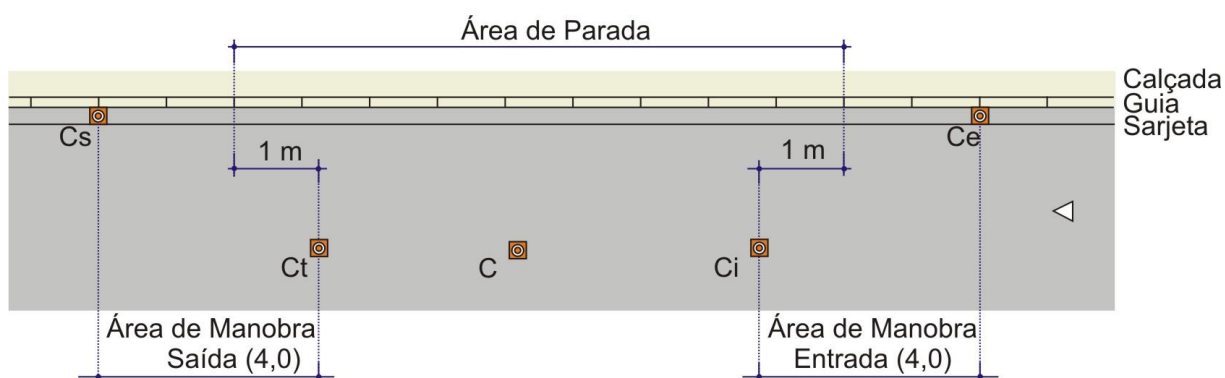 Área de Parada
Calçada
Guia
Sarjeta
Cs
Ce
1 m
1 m
Ct
C
Ci
Área de Manobra
Saída (4,0)
Área de Manobra
Entrada (4,0)